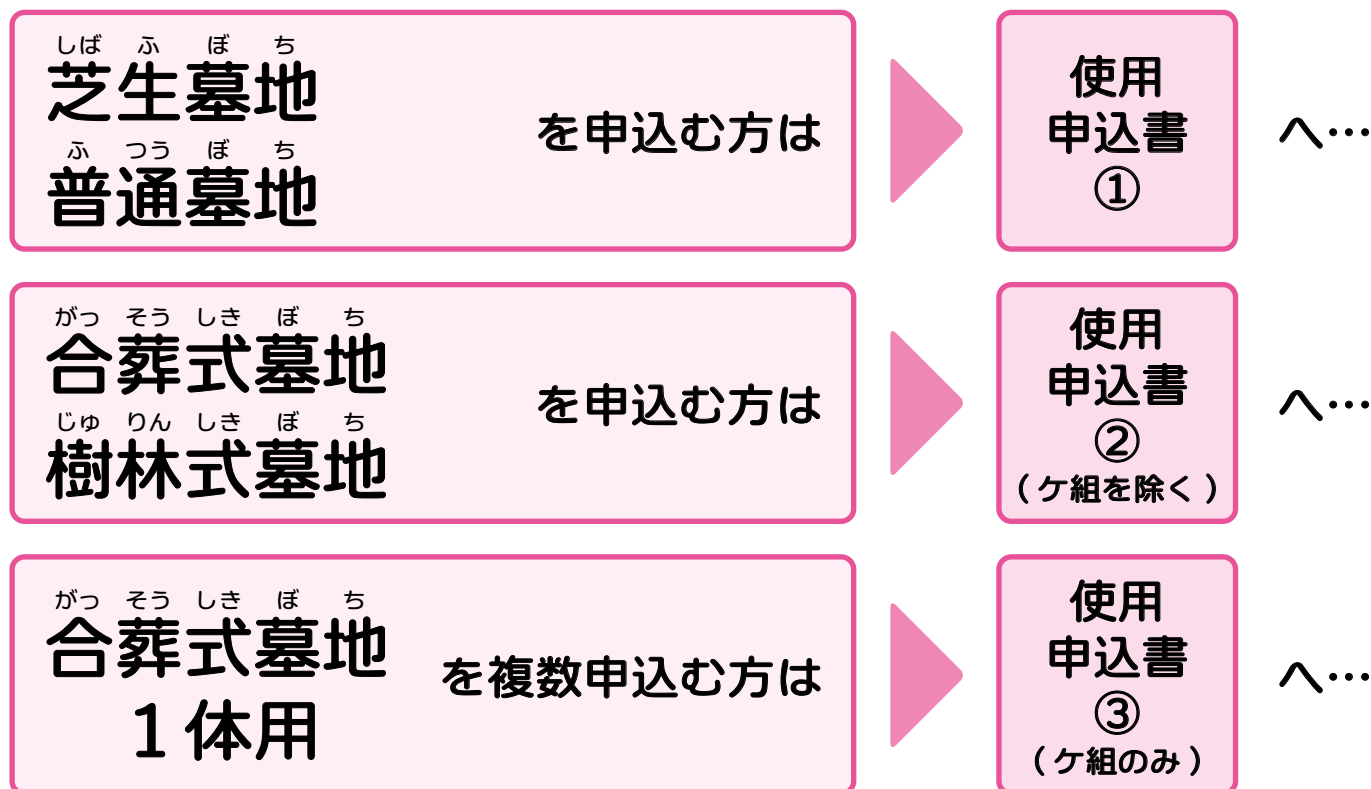 しば ふ ぼ ち
芝生墓地
ふ つう ぼ ち
普通墓地
を申込む方は
使用
申込書
①
へ…
がっ そう しき ぼ ち
合葬式墓地
じゅ りん しき ぼ ち
樹林式墓地
を申込む方は
使用
申込書
②
(ケ組を除く)
へ…
がっ そう しき ぼ ち
合葬式墓地
1体用
を複数申込む方は
使用
申込書
③
(ケ組のみ)
へ…